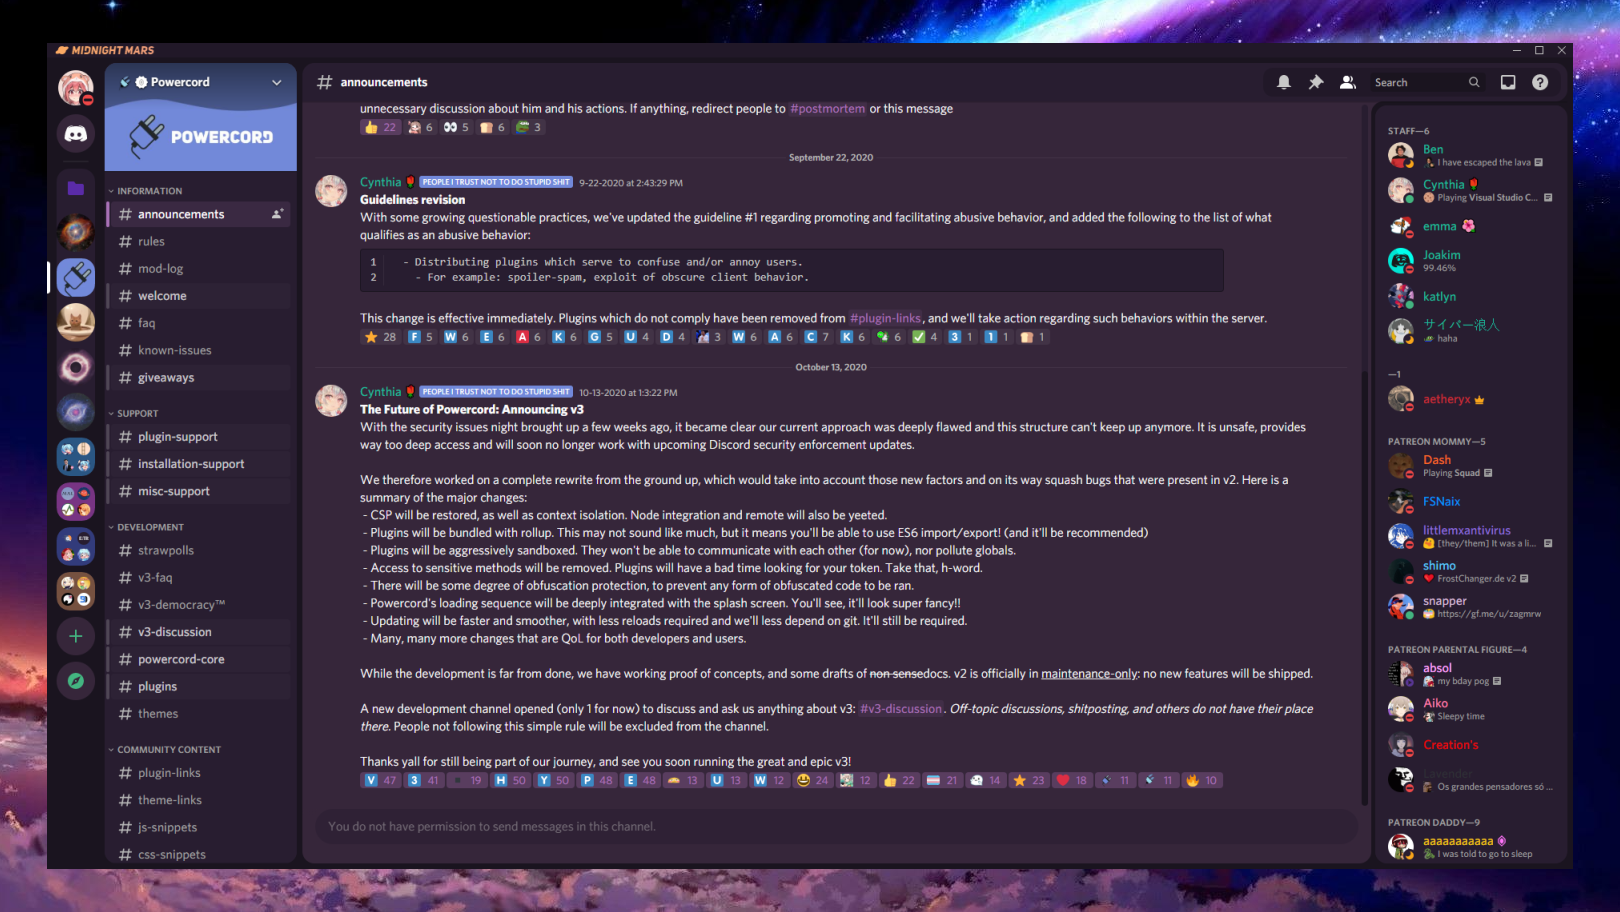 MIDNIGHT MARS
Powercord
POWERCORD
INFORMATION
announcements
rules
mod-log
welcome
faq
known-issues
giveaways
SUPPORT
plugin-support
installation-support
misc-support
DEVELOPMENT
strawpolls
v3-faq
v3-democracy™
v3-discussion
powercord-core
plugins
themes
COMMUNITY CONTENT
plugin-links
theme-links
js-snippets
css-snippets
# announcements
Search
unnecessary discussion about him and his actions. If anything, redirect people to #postmortem or this message
22 6 5 6 3
September 22, 2020
Cynthia PEOPLE I TRUST NOT TO DO STUPID SHIT 9-22-2020 at 2:43:29 PM
Guidelines revision
With some growing questionable practices, we've updated the guideline #1 regarding promoting and facilitating abusive behavior, and added the following to the list of what
qualifies as an abusive behavior:
1 - Distributing plugins which serve to confuse and/or annoy users.
2 - For example: spoiler-spam, exploit of obscure client behavior.
This change is effective immediately. Plugins which do not comply have been removed from #plugin-links, and we'll take action regarding such behaviors within the server.
28 F 5 W 6 E 6 A 6 K 6 G 5 U 4 D 4 3 W 6 A 6 C 7 K 6 6 4 3 1 1 1 1
October 13, 2020
Cynthia PEOPLE I TRUST NOT TO DO STUPID SHIT 10-13-2020 at 1:3:22 PM
The Future of Powercord: Announcing v3
With the security issues night brought up a few weeks ago, it became clear our current approach was deeply flawed and this structure can't keep up anymore. It is unsafe, provides
way too deep access and will soon no longer work with upcoming Discord security enforcement updates.
We therefore worked on a complete rewrite from the ground up, which would take into account those new factors and on its way squash bugs that were present in v2. Here is a
summary of the major changes:
- CSP will be restored, as well as context isolation. Node integration and remote will also be yeeted.
- Plugins will be bundled with rollup. This may not sound like much, but it means you'll be able to use ES6 import/export! (and it'll be recommended)
- Plugins will be aggressively sandboxed. They won't be able to communicate with each other (for now), nor pollute globals.
- Access to sensitive methods will be removed. Plugins will have a bad time looking for your token. Take that, h-word.
- There will be some degree of obfuscation protection, to prevent any form of obfuscated code to be ran.
- Powercord's loading sequence will be deeply integrated with the splash screen. You'll see, it'll look super fancy!!
- Updating will be faster and smoother, with less reloads required and we'll less depend on git. It'll still be required.
- Many, many more changes that are QoL for both developers and users.
While the development is far from done, we have working proof of concepts, and some drafts of non-sensedocs. v2 is officially in maintenance-only: no new features will be shipped.
A new development channel opened (only 1 for now) to discuss and ask us anything about v3: #v3-discussion. Off-topic discussions, shitposting, and others do not have their place
there. People not following this simple rule will be excluded from the channel.
Thanks yall for still being part of our journey, and see you soon running the great and epic v3!
V 47 3 41 19 H 50 Y 50 P 48 E 48 13 U 13 W 12 24 12 22 21 14 23 18 11 11 10
You do not have permission to send messages in this channel.
STAFF—6
Ben
I have escaped the lava
Cynthia
Playing Visual Studio C...
emma
Joakim
99.46%
katlyn
サイバー浪人
haha
—1
aetheryx
PATREON MOMMY—5
Dash
Playing Squad
FSNaix
littlemxantivirus
[they/them] It was a li...
shimo
FrostChanger.de v2
snapper
https://gf.me/u/zagmrw
PATREON PARENTAL FIGURE—4
absol
my bday pog
Aiko
Sleepy time
Creation's
Lavender
Os grandes pensadores só ...
PATREON DADDY—9
aaaaaaaaaaa
I was told to go to sleep